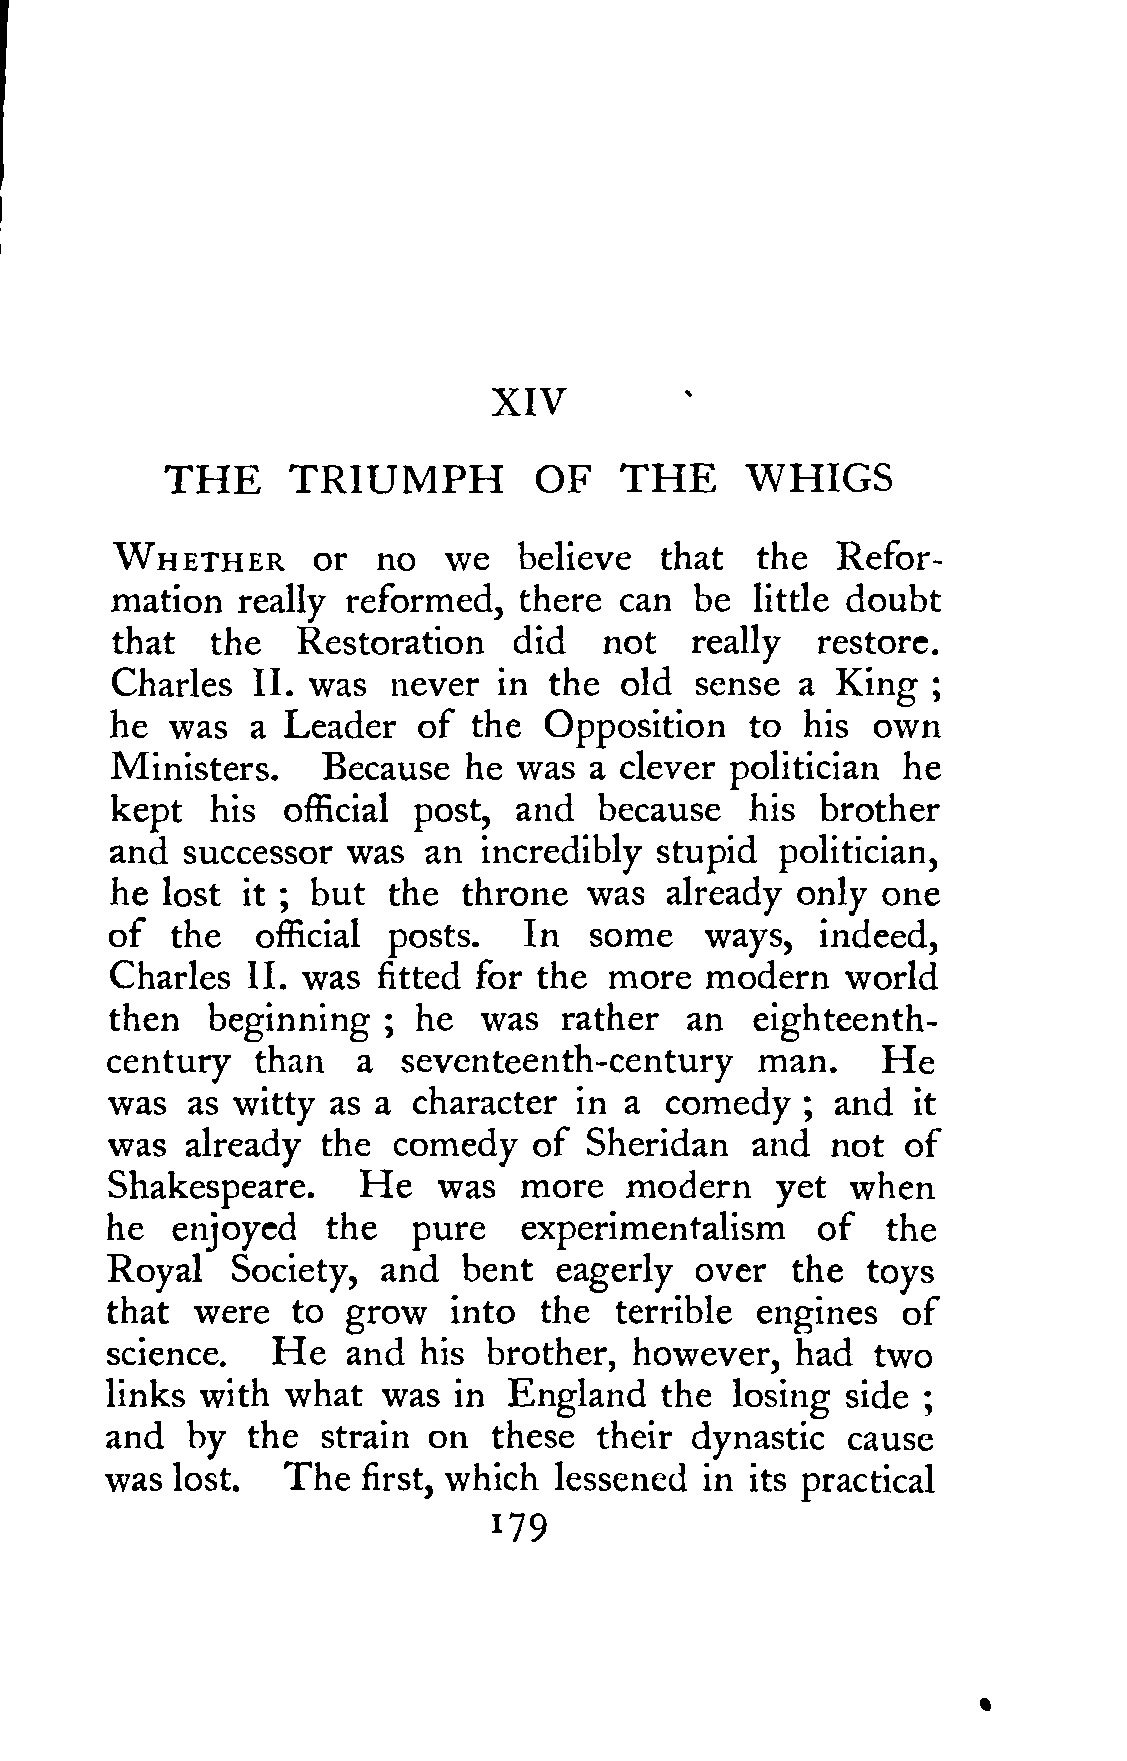 XIV
THE TRIUMPH OF THE WHIGS
WHETHER or no we believe that the Refor-
mation really reformed, there can be little doubt
that the Restoration did not really restore.
Charles II. was never in the old sense a King ;
he was a Leader of the Opposition to his own
Ministers. Because he was a clever politician he
kept his official post, and because his brother
and successor was an incredibly stupid politician,
he lost it ; but the throne was already only one
of the official posts. In some ways, indeed,
Charles II. was fitted for the more modern world
then beginning ; he was rather an eighteenth-
century than a seventeenth-century man. He
was as witty as a character in a comedy ; and it
was already the comedy of Sheridan and not of
Shakespeare. He was more modern yet when
he enjoyed the pure experimentalism of the
Royal Society, and bent eagerly over the toys
that were to grow into the terrible engines of
science. He and his brother, however, had two
links with what was in England the losing side ;
and by the strain on these their dynastic cause
was lost. The first, which lessened in its practical
179